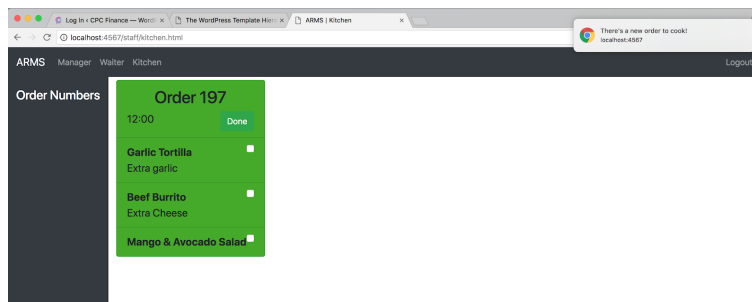 Log In ‹ CPC Finance — Word
The WordPress Template Hier
ARMS | Kitchen
There's a new order to cook!
localhost:4567
localhost:4567/staff/kitchen.html
ARMS Manager Waiter Kitchen
Logout
Order Numbers
Order 197
12:00
Done
Garlic Tortilla
Extra garlic
Beef Burrito
Extra Cheese
Mango & Avocado Salad